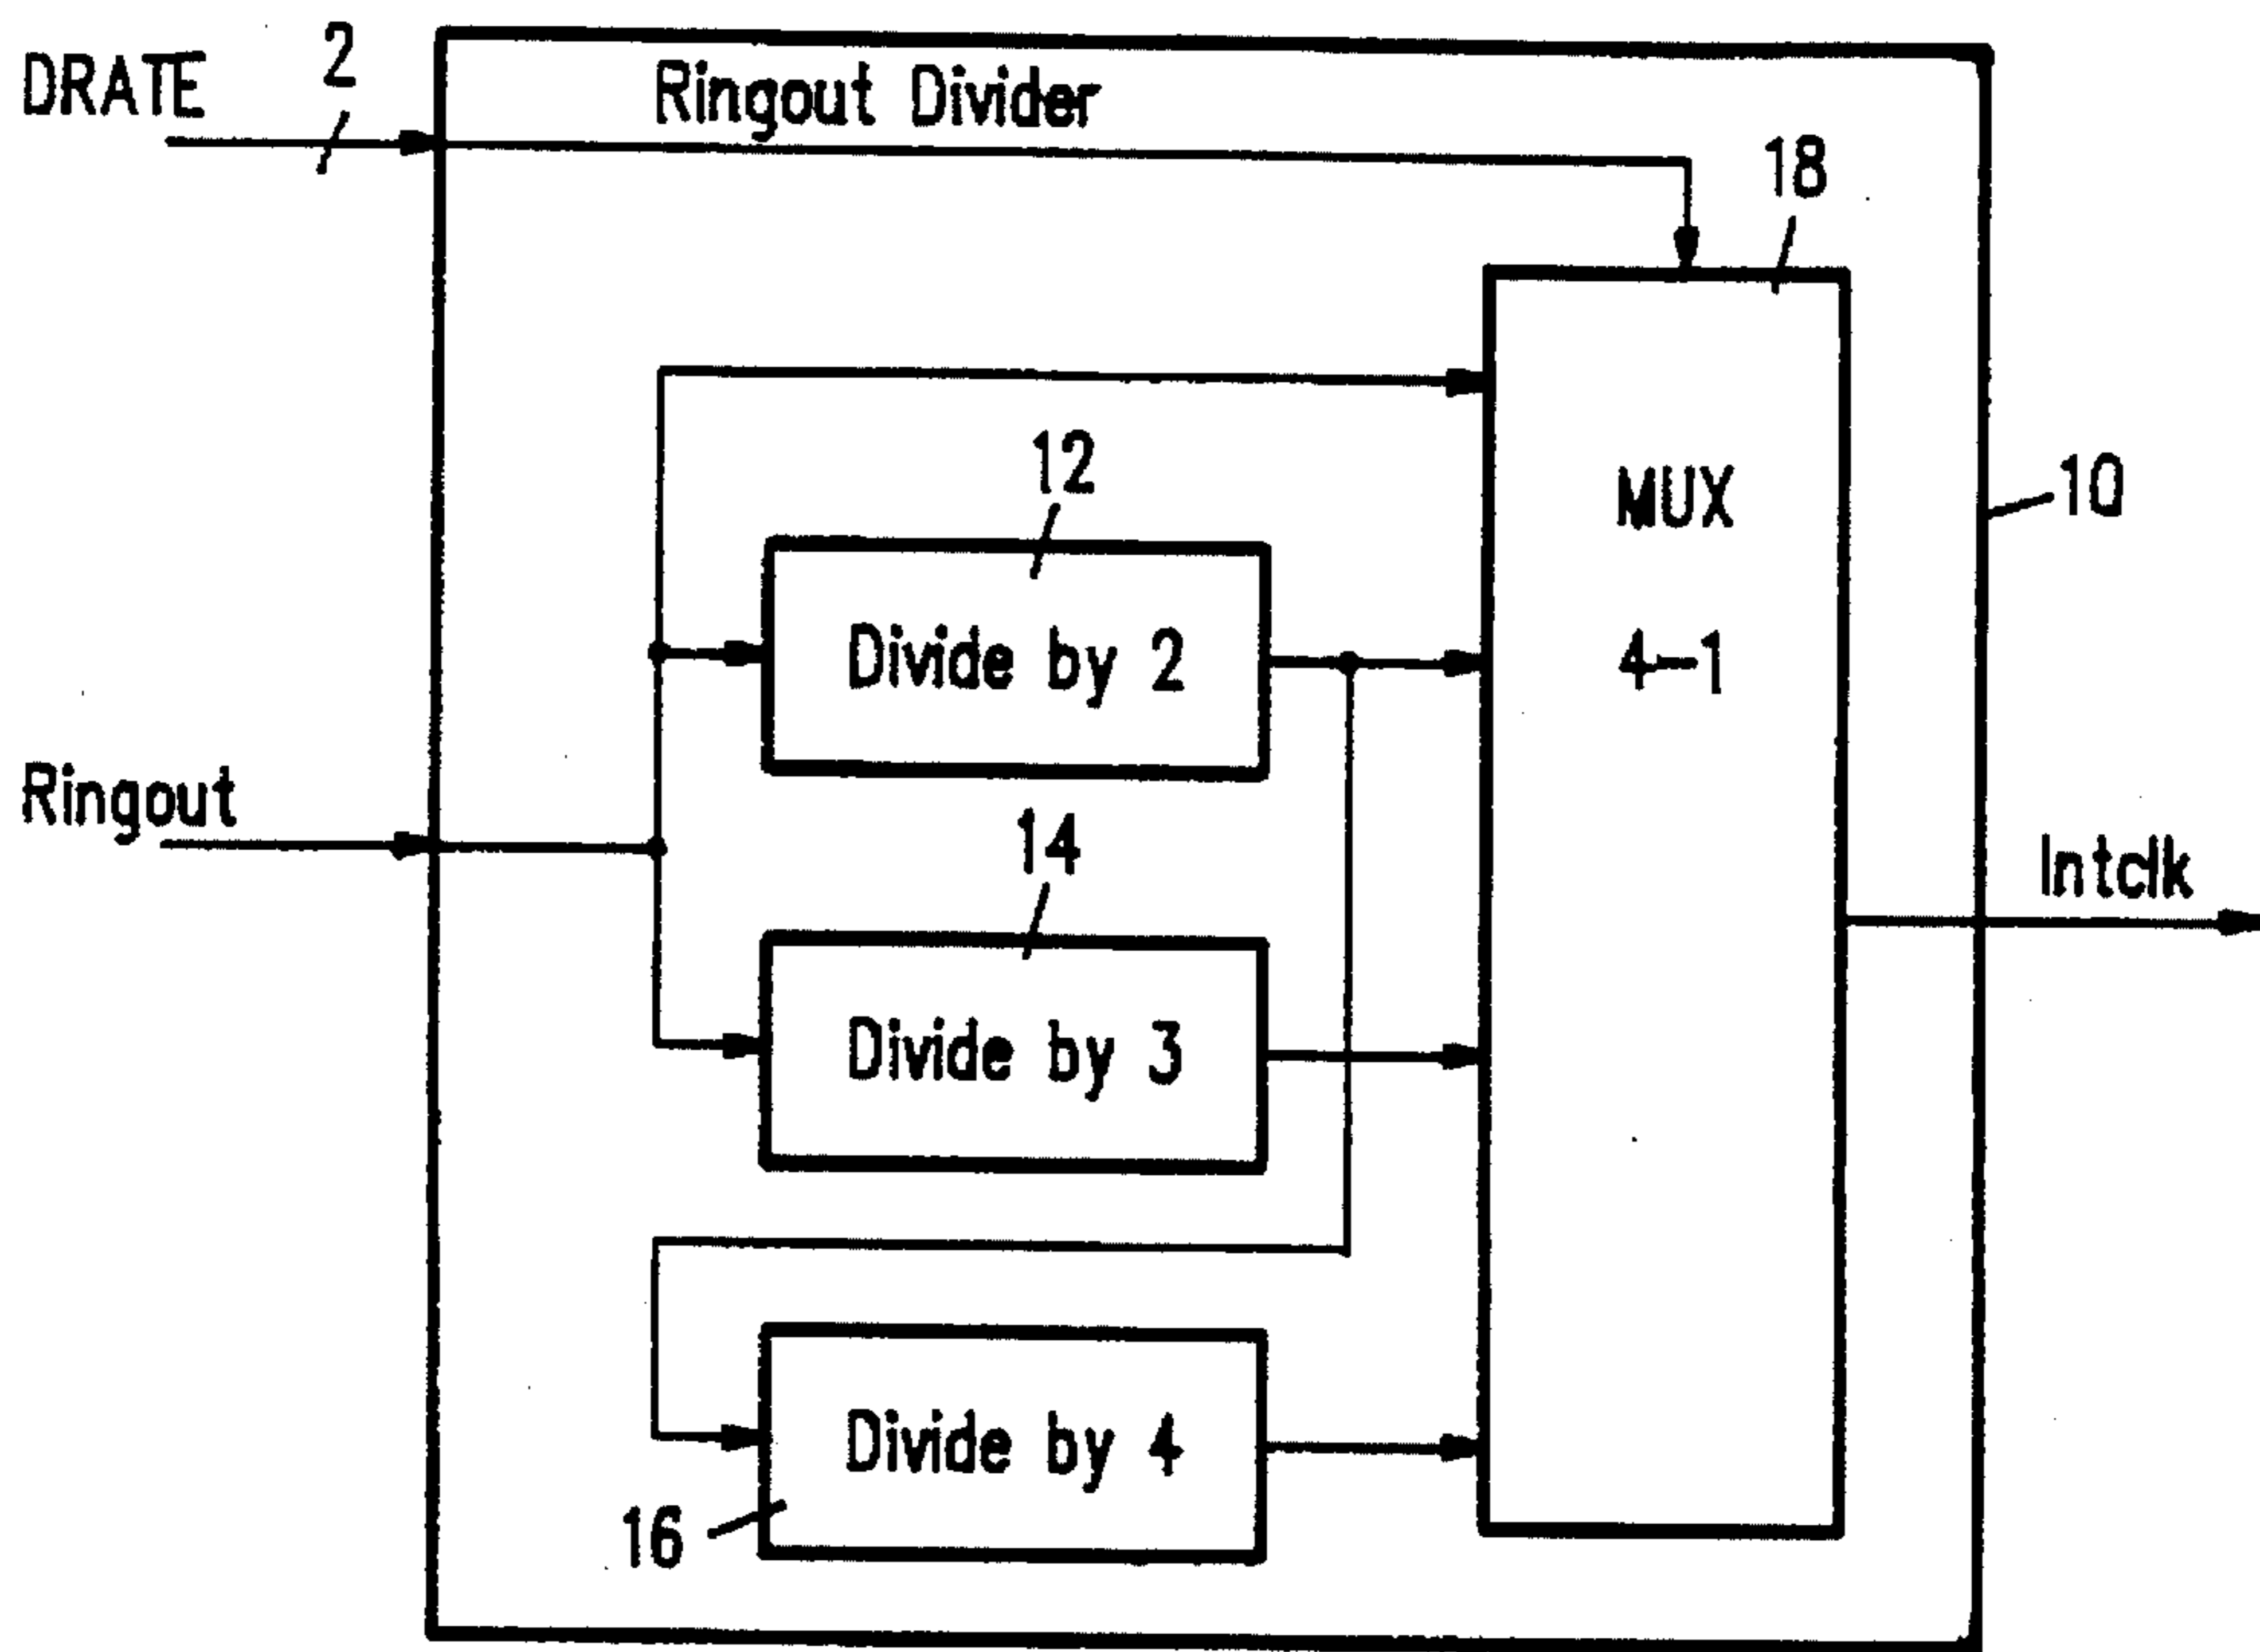 DRATE
2
Ringout Divider
18
12
MUX
4-1
10
Divide by 2
Ringout
14
Intclk
Divide by 3
Divide by 4
16